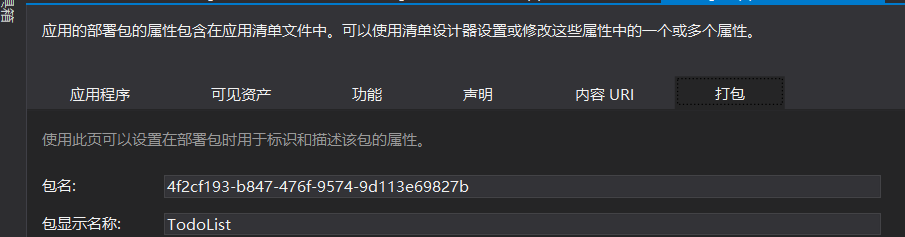 具箱
应用的部署包的属性包含在应用清单文件中。可以使用清单设计器设置或修改这些属性中的一个或多个属性。
应用程序 可见资产 功能 声明 内容 URI 打包
使用此页可以设置在部署包时用于标识和描述该包的属性。
包名: 4f2cf193-b847-476f-9574-9d113e69827b
包显示名称: TodoList